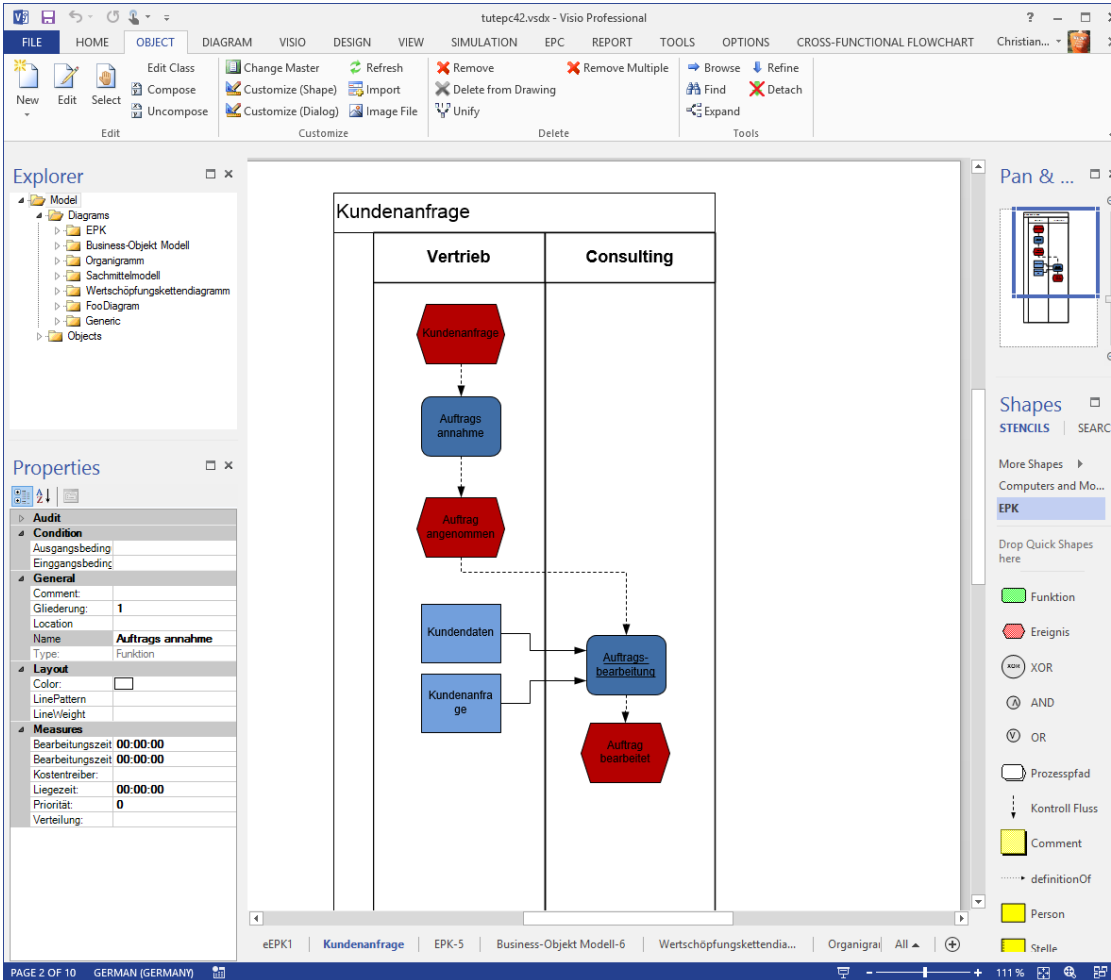 tutepc42.vsdx - Visio Professional
FILE HOME OBJECT DIAGRAM VISIO DESIGN VIEW SIMULATION EPC REPORT TOOLS OPTIONS CROSS-FUNCTIONAL FLOWCHART Christian...
New Edit Select
Edit Class
Compose
Uncompose
Edit
Change Master Refresh
Customize (Shape) Import
Customize (Dialog) Image File
Customize
Remove Remove Multiple
Delete from Drawing
Unify
Delete
Browse Refine
Find Detach
Expand
Tools
Explorer
Model
Diagrams
EPK
Business-Objekt Modell
Organigramm
Sachmittelmodell
Wertschöpfungskettendiagramm
FooDiagram
Generic
Objects
Properties
Audit
Condition
Ausgangsbeding
Einggangsbeding
General
Comment:
Gliederung: 1
Location
Name Auftrags annahme
Type: Funktion
Layout
Color:
LinePattern
LineWeight
Measures
Bearbeitungszeit 00:00:00
Bearbeitungszeit 00:00:00
Kostentreiber:
Liegezeit: 00:00:00
Priorität: 0
Verteilung:
Kundenanfrage
Vertrieb Consulting
Kundenanfrage
Auftrags
annahme
Auftrag
angenommen
Kundendaten
Kundenanfra
ge
Auftrags-
bearbeitung
Auftrag
bearbeitet
eEPK1 Kundenanfrage EPK-5 Business-Objekt Modell-6 Wertschöpfungskettendia... Organigra All
Pan & ...
Shapes
STENCILS SEARC
More Shapes
Computers and Mo...
EPK
Drop Quick Shapes
here
Funktion
Ereignis
XOR XOR
AND
V OR
Prozesspfad
Kontroll Fluss
Comment
definitionOf
Person
Stelle
PAGE 2 OF 10 GERMAN (GERMANY) 111 %